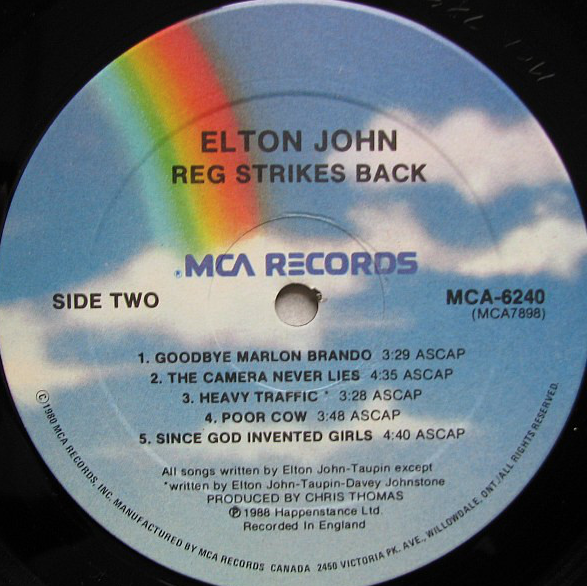 ELTON JOHN
REG STRIKES BACK
MCA RECORDS
SIDE TWO
MCA-6240
(MCA7898)
1. GOODBYE MARLON BRANDO 3:29 ASCAP
2. THE CAMERA NEVER LIES 4:35 ASCAP
3. HEAVY TRAFFIC * 3:28 ASCAP
4. POOR COW 3:48 ASCAP
5. SINCE GOD INVENTED GIRLS 4:40 ASCAP
All songs written by Elton John-Taupin except
*written by Elton John-Taupin-Davey Johnstone
PRODUCED BY CHRIS THOMAS
℗ 1988 Happenstance Ltd.
Recorded In England
©1980 MCA RECORDS, INC. MANUFACTURED BY MCA RECORDS CANADA 2450 VICTORIA PK. AVE., WILLOWDALE, ONT./ALL RIGHTS RESERVED.